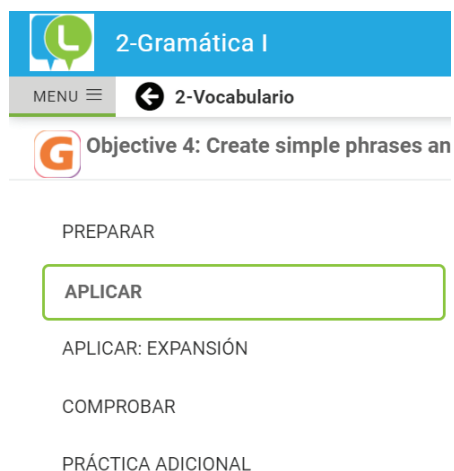 L
2-Gramática I
MENU
2-Vocabulario
G
Objective 4: Create simple phrases an
PREPARAR
APLICAR
APLICAR: EXPANSIÓN
COMPROBAR
PRÁCTICA ADICIONAL